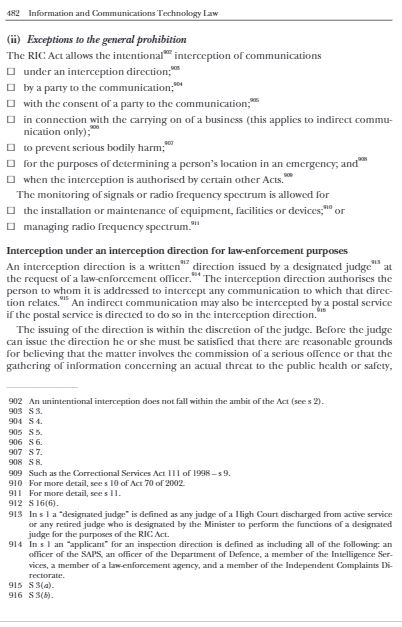 482 Information and Communications Technology Law
(ii) Exceptions to the general prohibition
The RIC Act allows the intentional902 interception of communications
☐ under an interception direction;903
☐ by a party to the communication;904
☐ with the consent of a party to the communication;905
☐ in connection with the carrying on of a business (this applies to indirect commu-
nication only);906
☐ to prevent serious bodily harm;907
☐ for the purposes of determining a person's location in an emergency; and908
☐ when the interception is authorised by certain other Acts.909
The monitoring of signals or radio frequency spectrum is allowed for
☐ the installation or maintenance of equipment, facilities or devices;910 or
☐ managing radio frequency spectrum.911
Interception under an interception direction for law-enforcement purposes
An interception direction is a written912 direction issued by a designated judge913 at
the request of a law-enforcement officer.914 The interception direction authorises the
person to whom it is addressed to intercept any communication to which that direc-
tion relates.915 An indirect communication may also be intercepted by a postal service
if the postal service is directed to do so in the interception direction.916
The issuing of the direction is within the discretion of the judge. Before the judge
can issue the direction he or she must be satisfied that there are reasonable grounds
for believing that the matter involves the commission of a serious offence or that the
gathering of information concerning an actual threat to the public health or safety,
902 An unintentional interception does not fall within the ambit of the Act (see s 2).
903 S 3.
904 S 4.
905 S 5.
906 S 6.
907 S 7.
908 S 8.
909 Such as the Correctional Services Act 111 of 1998 – s 9.
910 For more detail, see s 10 of Act 70 of 2002.
911 For more detail, see s 11.
912 S 16(6).
913 In s 1 a "designated judge" is defined as any judge of a High Court discharged from active service
or any retired judge who is designated by the Minister to perform the functions of a designated
judge for the purposes of the RIC Act.
914 In s 1 an "applicant" for an inspection direction is defined as including all of the following: an
officer of the SAPS, an officer of the Department of Defence, a member of the Intelligence Ser-
vices, a member of a law-enforcement agency, and a member of the Independent Complaints Di-
rectorate.
915 S 3(a).
916 S 3(b).